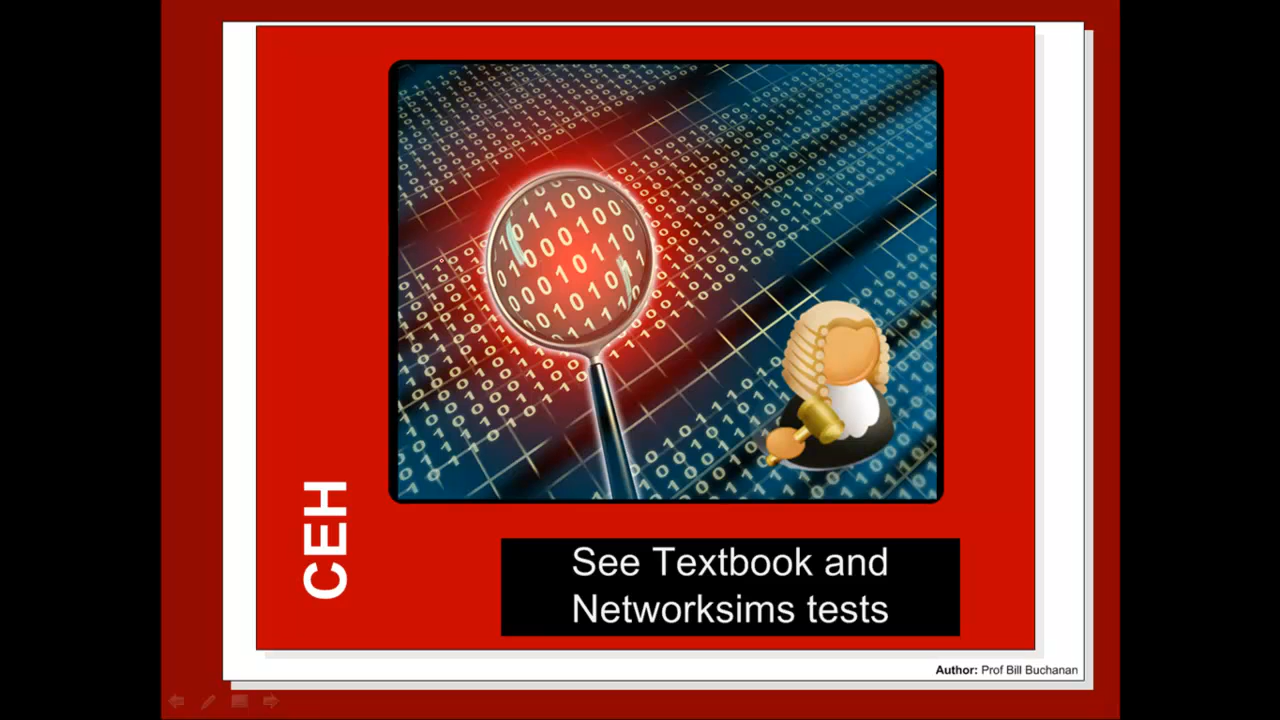 CEH
See Textbook and
Networksims tests
Author: Prof Bill Buchanan